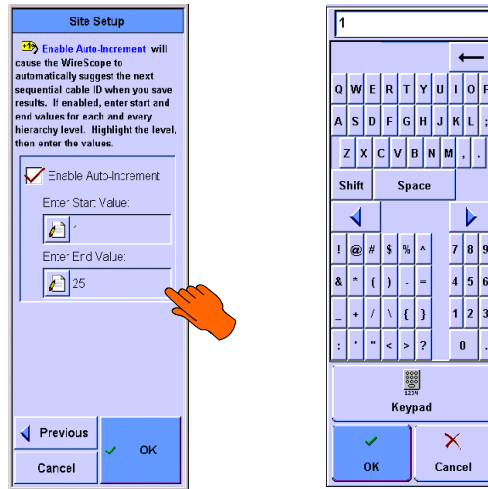 Site Setup
Enable Auto-Increment will
cause the WireScope to
automatically suggest the next
sequential cable ID when you save
results. If enabled, enter start and
end values for each and every
hierarchy level. Highlight the level,
then enter the values.
Enable Auto-Increment
Enter Start Value:
Enter End Value:
25
Previous
OK
Cancel
1
Q W E R T Y U I O P
A S D F G H J K L ;
Z X C V B N M , .
Shift Space
! @ # $ % ^ 7 8 9
& * ( ) - = 4 5 6
_ + / \ { } 1 2 3
: ' " < > ? 0 .
1234
Keypad
OK Cancel